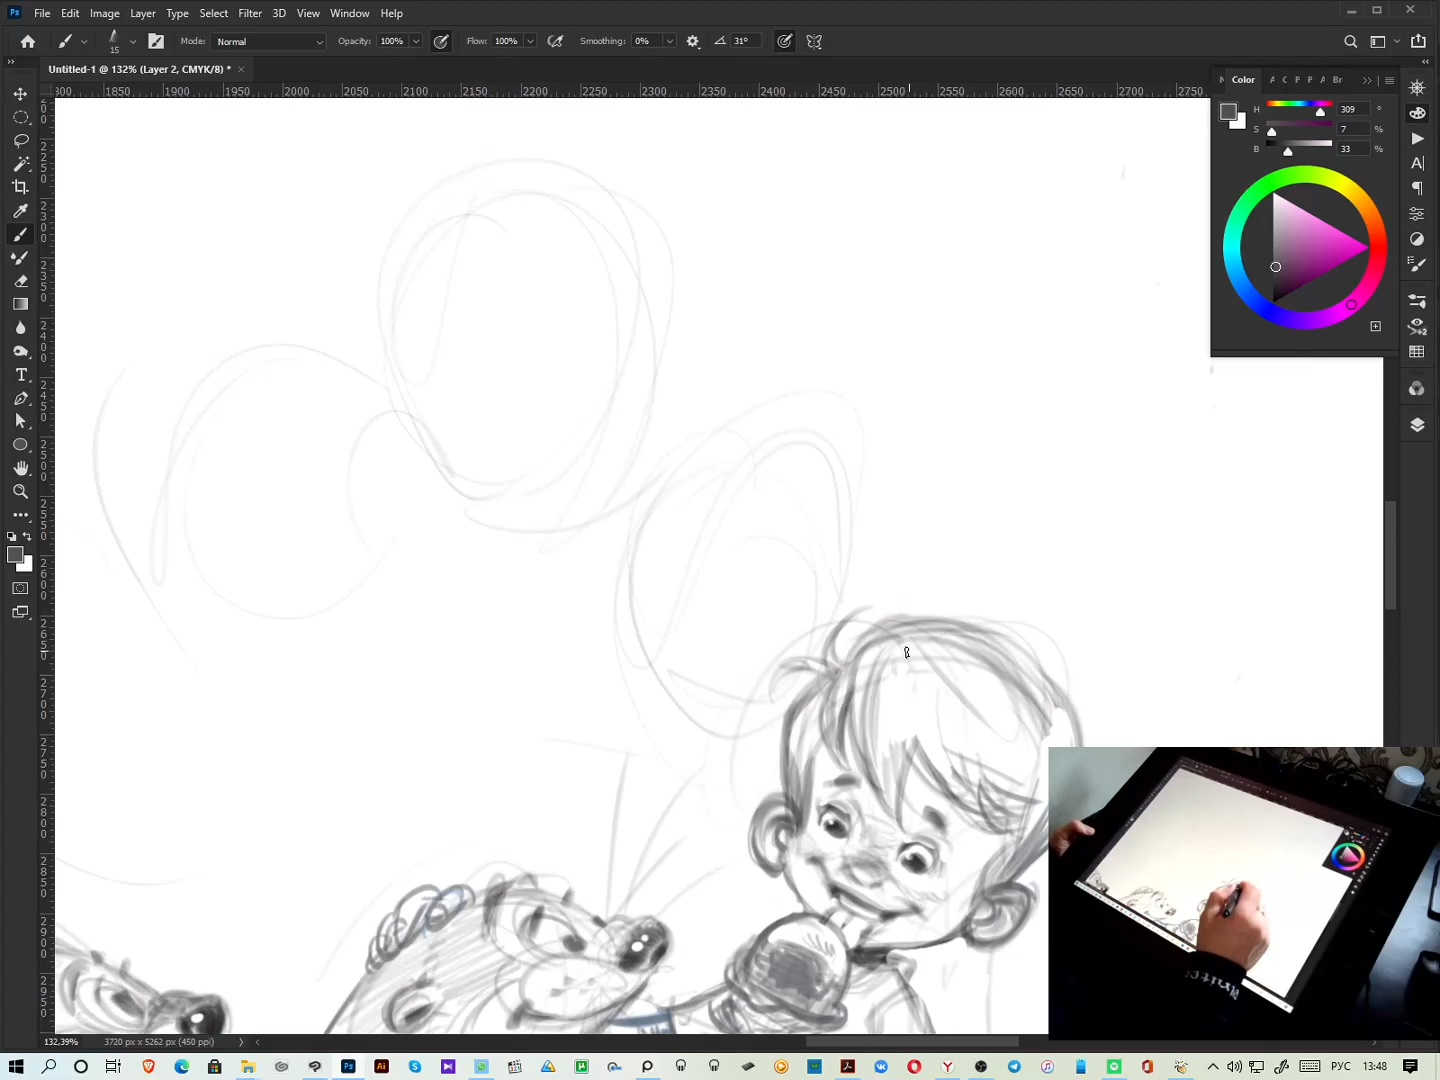 Ps File Edit Image Layer Type Select Filter 3D View Window Help
15 Mode: Normal Opacity: 100% Flow: 100% Smoothing: 0% 31°
Untitled-1 @ 132% (Layer 2, CMYK/8) * ×
1850 1900 1950 2000 2050 2100 2150 2200 2250 2300 2350 2400 2450 2500 2550 2600 2650 2700 2750
Color Br
H 309 °
S 7 %
B 33 %
132,39% 3720 px x 5262 px (450 ppi)
РУС 13:48